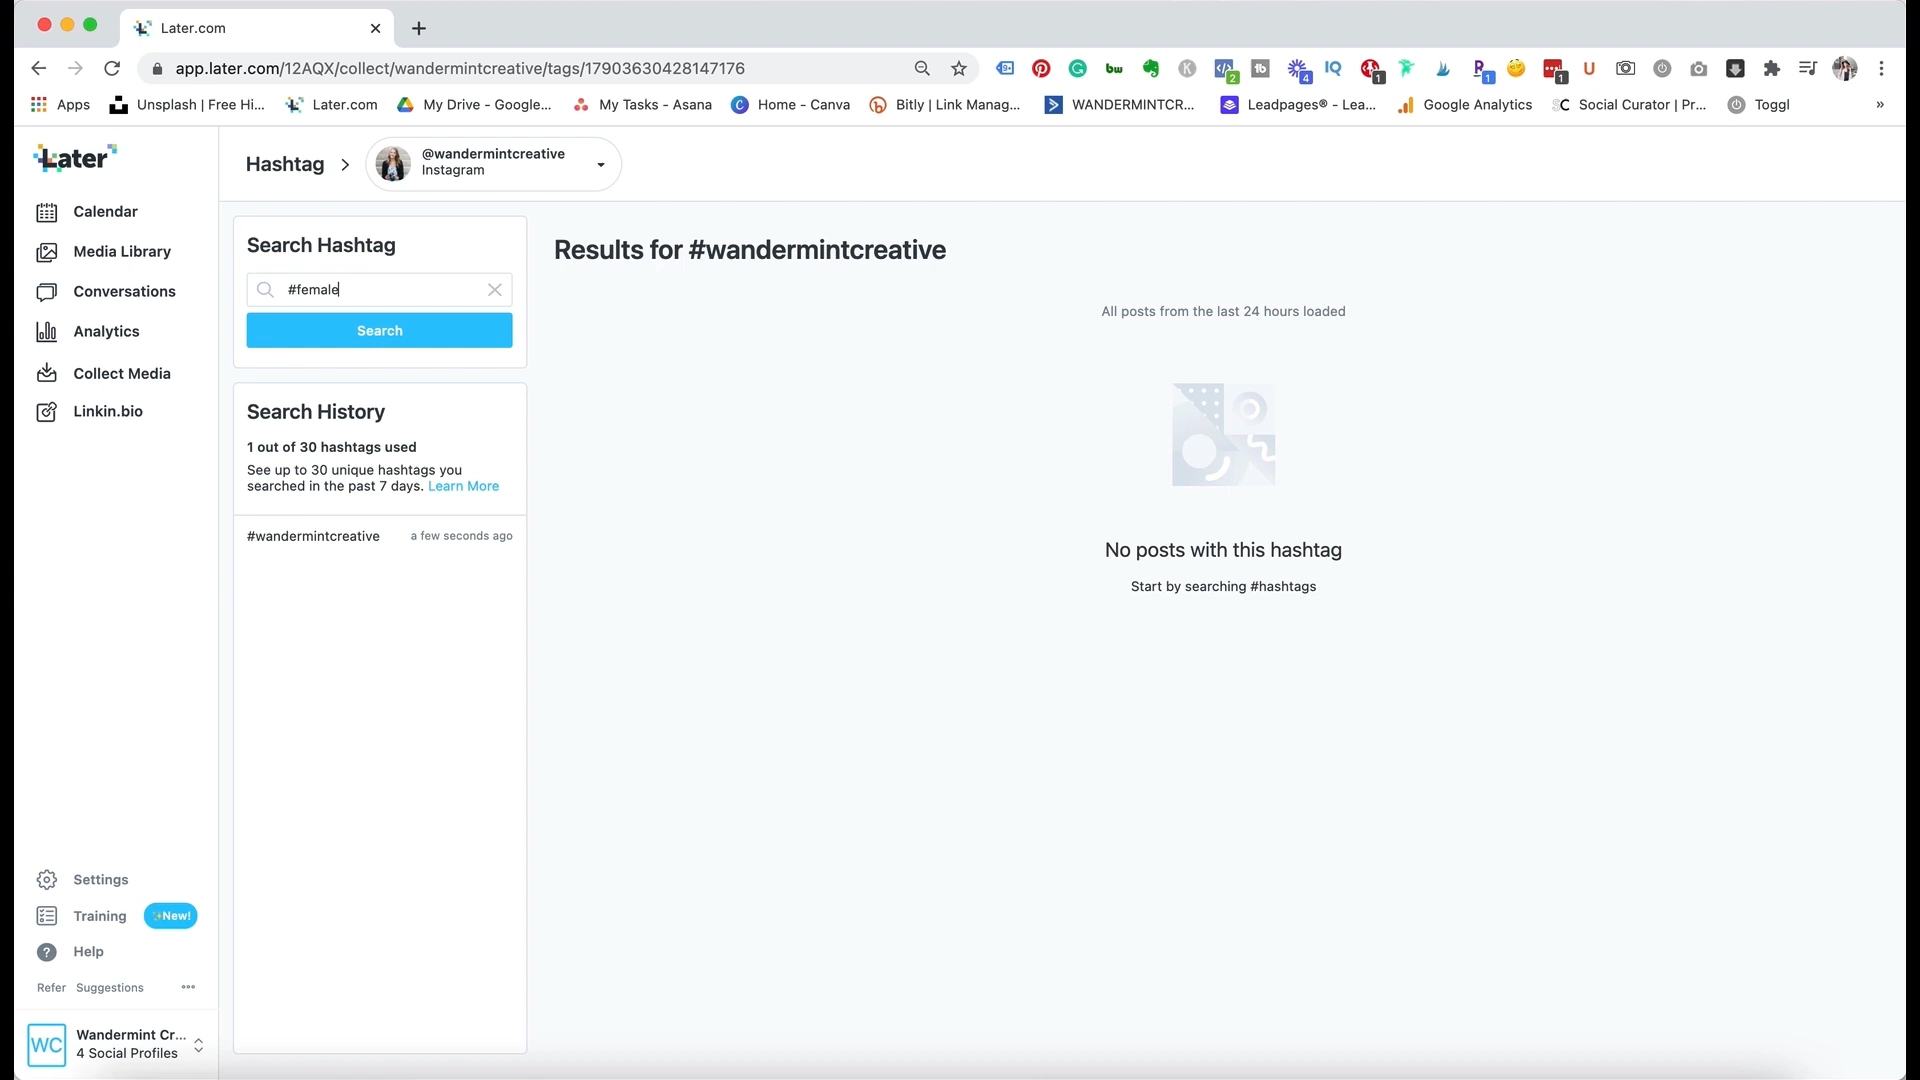 Later.com
app.later.com/12AQX/collect/wandermintcreative/tags/17903630428147176
Apps
Unsplash | Free Hi...
Later.com
My Drive - Google...
My Tasks - Asana
Home - Canva
Bitly | Link Manag...
WANDERMINTCR...
Leadpages® - Lea...
Google Analytics
Social Curator | Pr...
Toggl
»
Later
Calendar
Media Library
Conversations
Analytics
Collect Media
Linkin.bio
Settings
Training
New!
Help
Refer Suggestions
WC
Wandermint Cr...
4 Social Profiles
Hashtag
@wandermintcreative
Instagram
Search Hashtag
#female
Search
Search History
1 out of 30 hashtags used
See up to 30 unique hashtags you
searched in the past 7 days. Learn More
#wandermintcreative a few seconds ago
Results for #wandermintcreative
All posts from the last 24 hours loaded
No posts with this hashtag
Start by searching #hashtags